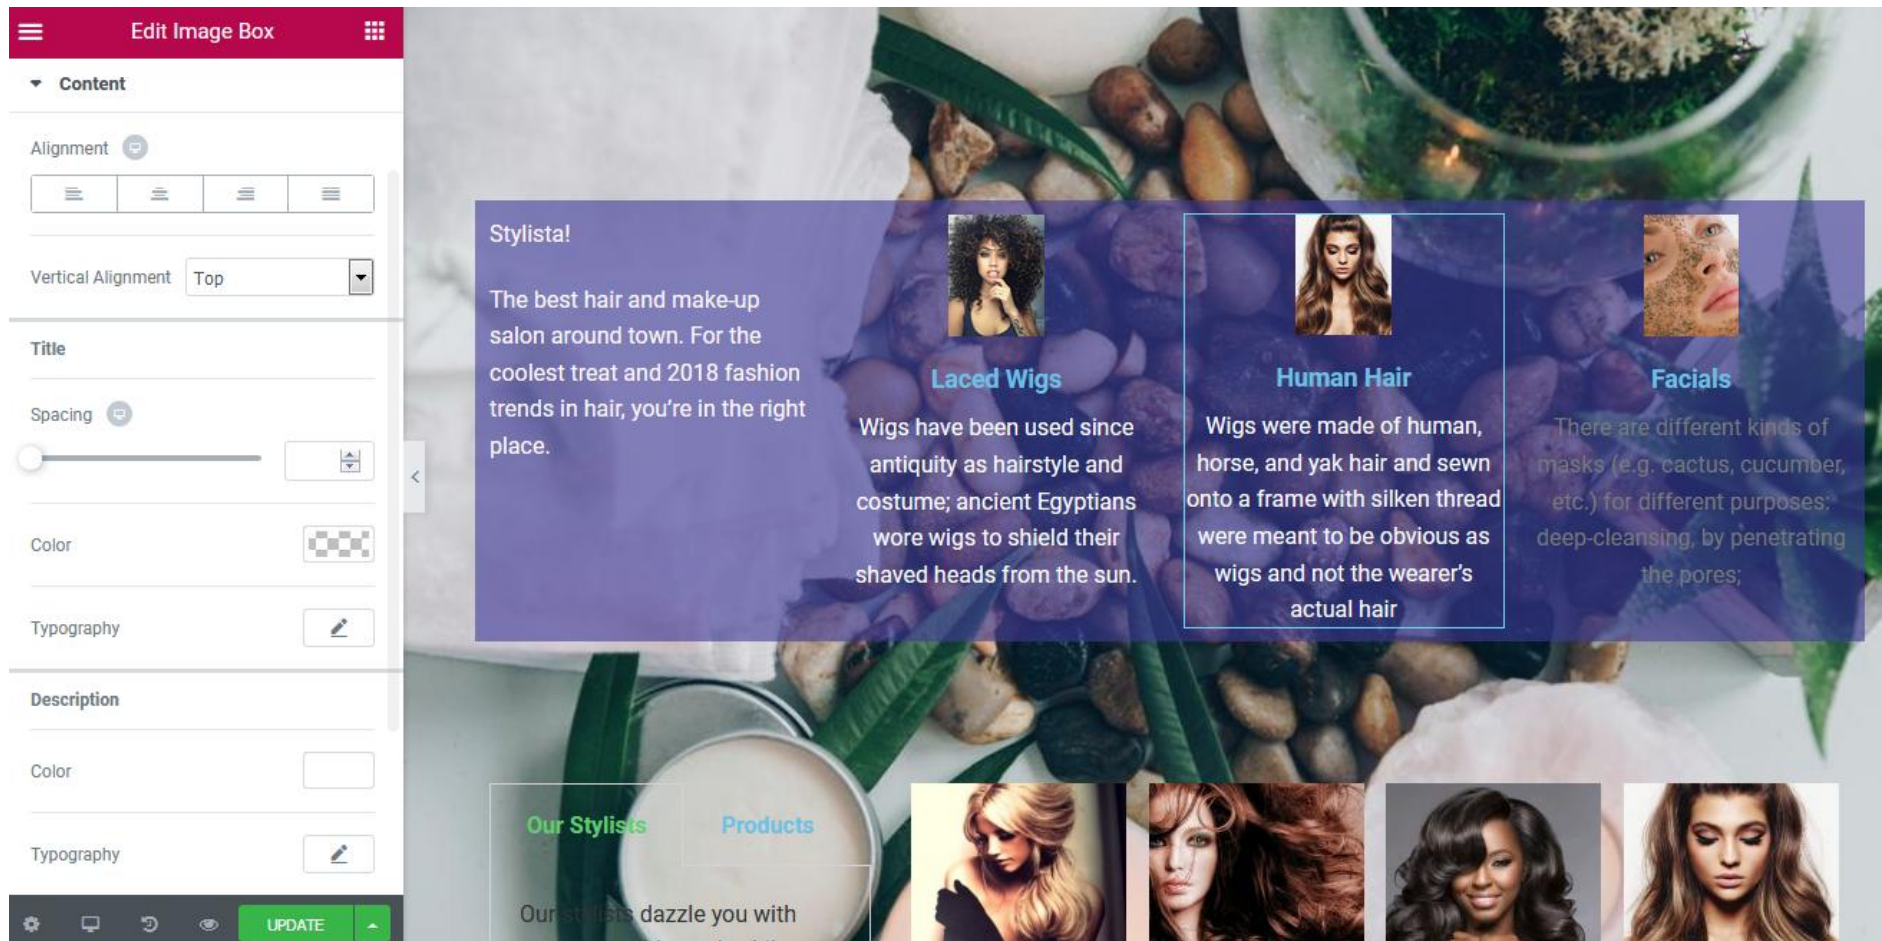 Edit Image Box
Content
Alignment
Vertical Alignment Top
Title
Spacing
Color
Typography
Description
Color
Typography
UPDATE
Stylista!
The best hair and make-up
salon around town. For the
coolest treat and 2018 fashion
trends in hair, you’re in the right
place.
Laced Wigs
Wigs have been used since
antiquity as hairstyle and
costume; ancient Egyptians
wore wigs to shield their
shaved heads from the sun.
Human Hair
Wigs were made of human,
horse, and yak hair and sewn
onto a frame with silken thread
were meant to be obvious as
wigs and not the wearer’s
actual hair
Facials
There are different kinds of
masks (e.g. cactus, cucumber,
etc.) for different purposes:
deep-cleansing, by penetrating
the pores;
Our Stylists
Products
Our stylists dazzle you with